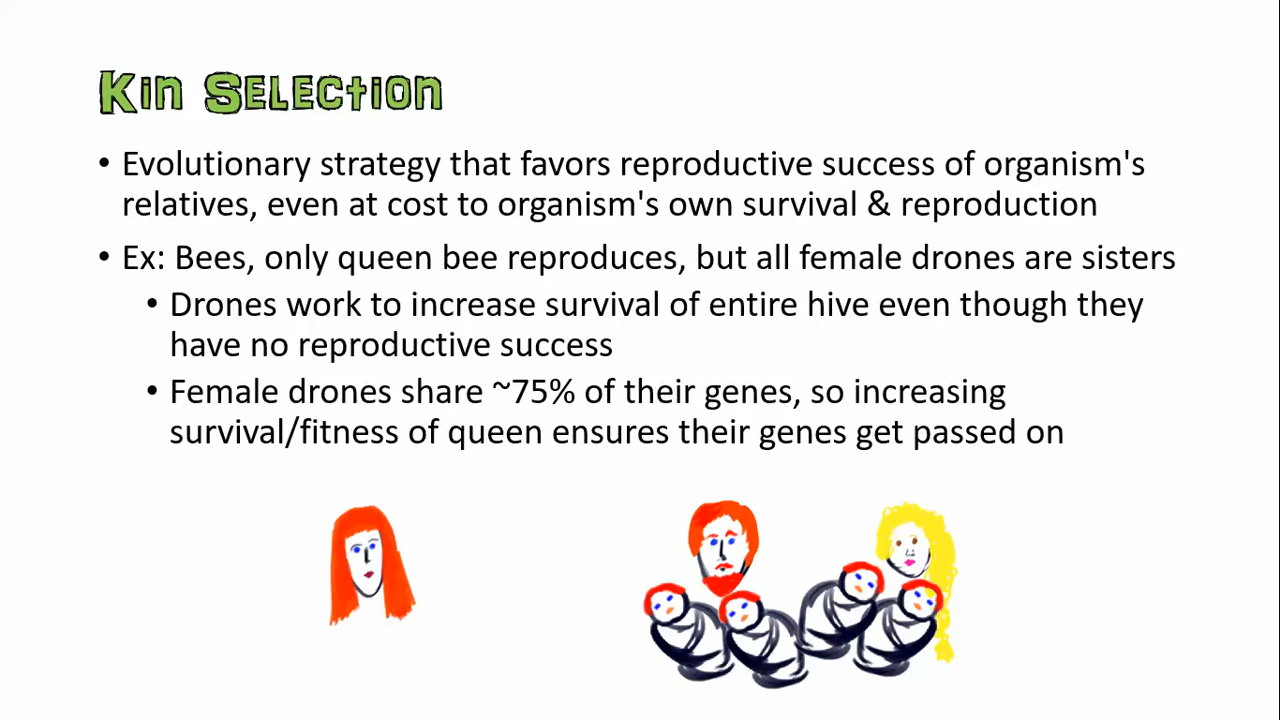 Kin Selection
• Evolutionary strategy that favors reproductive success of organism's
relatives, even at cost to organism's own survival & reproduction
• Ex: Bees, only queen bee reproduces, but all female drones are sisters
• Drones work to increase survival of entire hive even though they
have no reproductive success
• Female drones share ~75% of their genes, so increasing
survival/fitness of queen ensures their genes get passed on